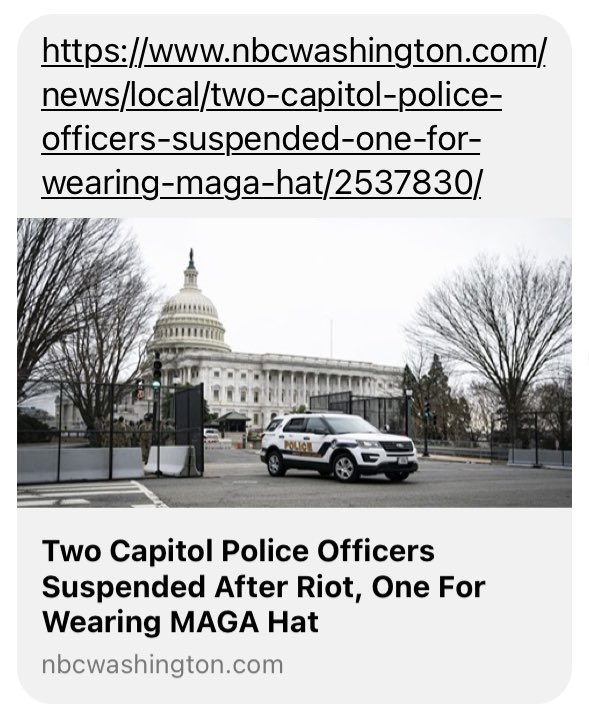 https://www.nbcwashington.com/
news/local/two-capitol-police-
officers-suspended-one-for-
wearing-maga-hat/2537830/
POLICE
Two Capitol Police Officers
Suspended After Riot, One For
Wearing MAGA Hat
nbcwashington.com